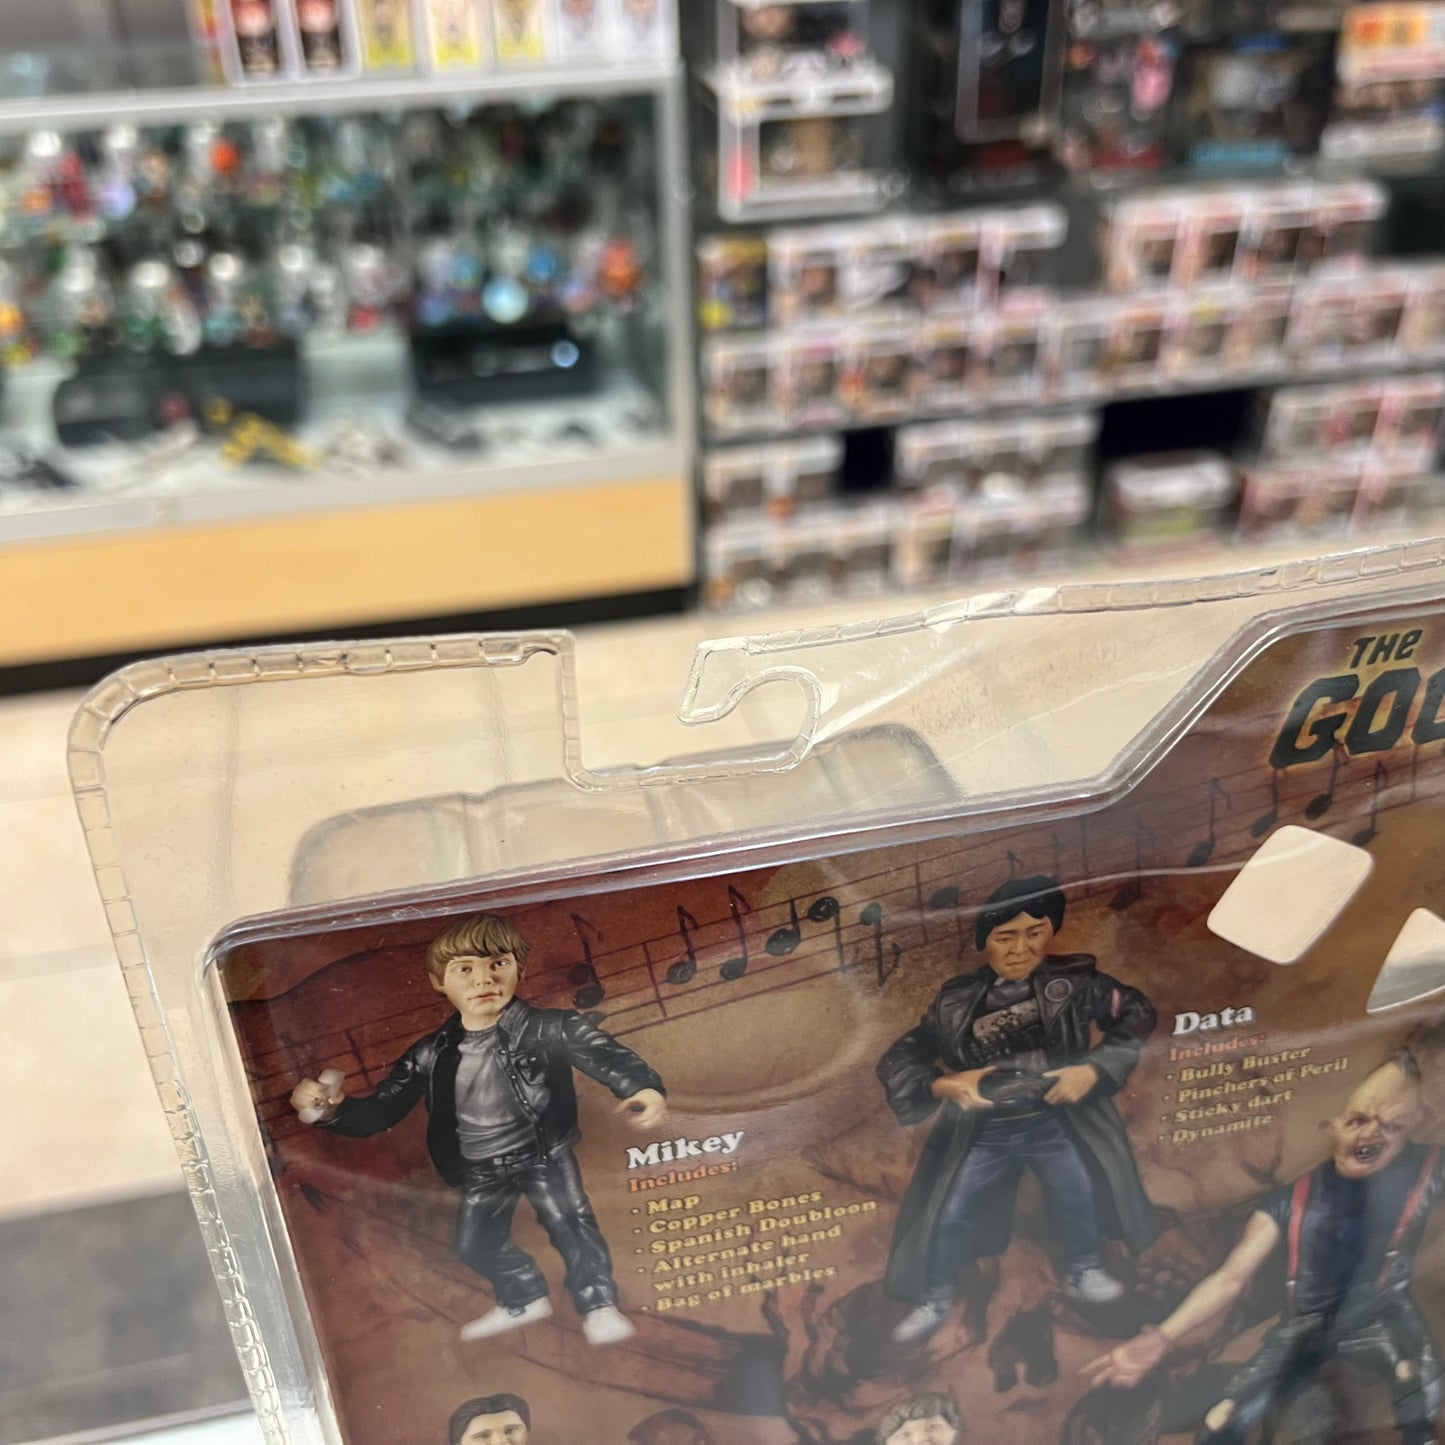 THE
GOO
Mikey
Includes:
· Map
· Copper Bones
· Spanish Doubloon
· Alternate hand
with inhaler
· Bag of marbles
Data
Includes:
· Bully Buster
· Pinchers of Peril
· Sticky dart
· Dynamite